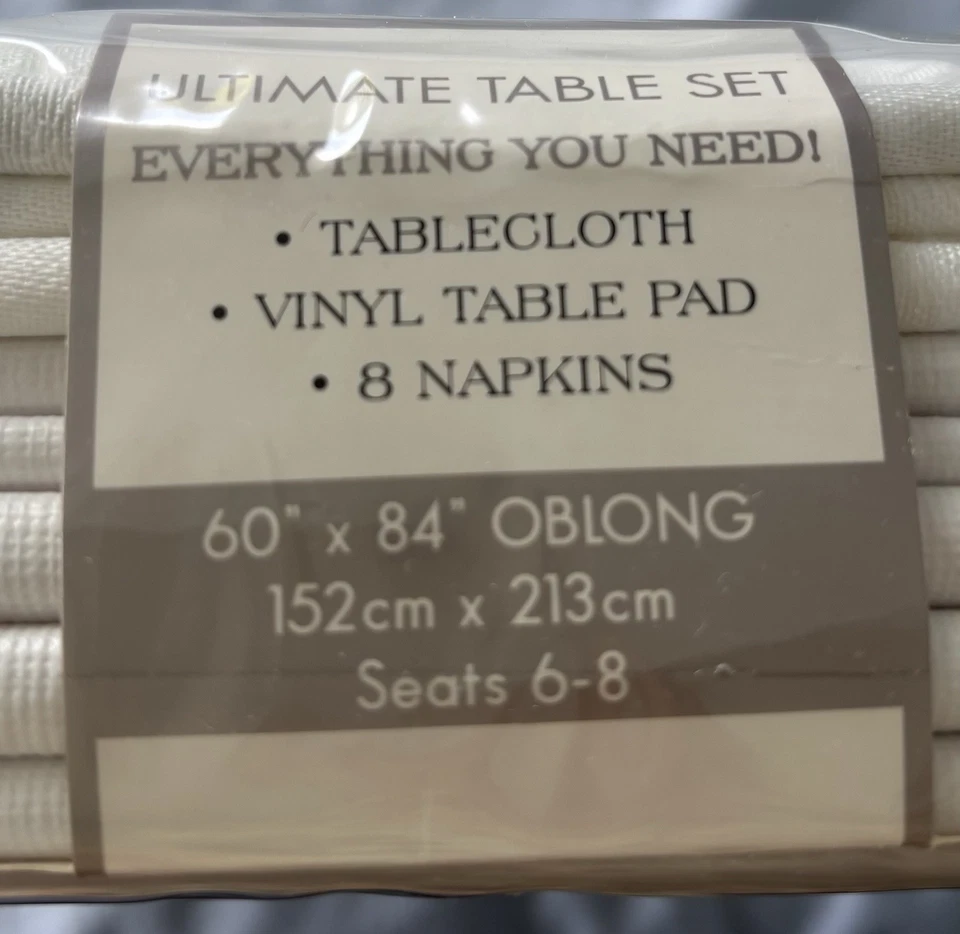 ULTIMATE TABLE SET
EVERYTHING YOU NEED!
• TABLECLOTH
• VINYL TABLE PAD
• 8 NAPKINS
60" x 84" OBLONG
152cm x 213cm
Seats 6-8